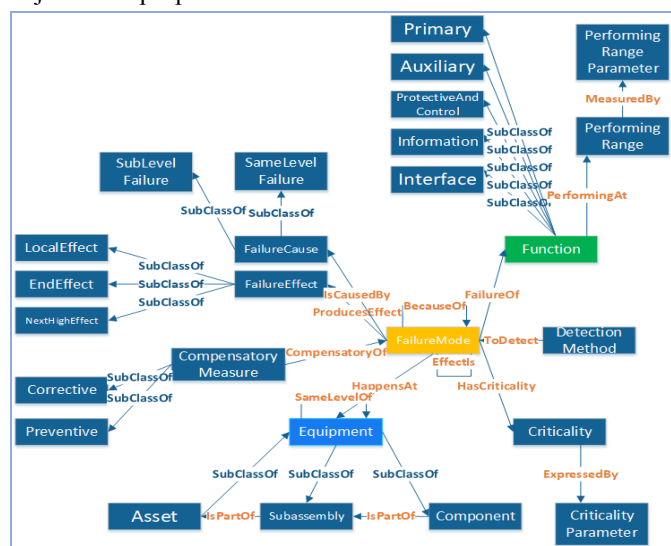 Primary
Auxiliary
ProtectiveAnd
Control
Information
Interface
Performing
Range
Parameter
MeasuredBy
Performing
Range
SubClassOf
SubClassOf
SubClassOf
SubClassOf
SubClassOf
PerformingAt
SubLevel
Failure
SameLevel
Failure
SubClassOf
SubClassOf
LocalEffect
EndEffect
NextHighEffect
SubClassOf
SubClassOf
SubClassOf
FailureCause
FailureEffect
Function
IsCausedBy
ProducesEffect
BecauseOf
FailureOf
FailureMode
EffectIs
ToDetect
Detection
Method
Compensatory
Measure
CompensatoryOf
HappensAt
HasCriticality
SubClassOf
SubClassOf
Corrective
Preventive
SameLevelOf
Equipment
Criticality
SubClassOf
SubClassOf
SubClassOf
ExpressedBy
Asset
IsPartOf
Subassembly
IsPartOf
Component
Criticality
Parameter